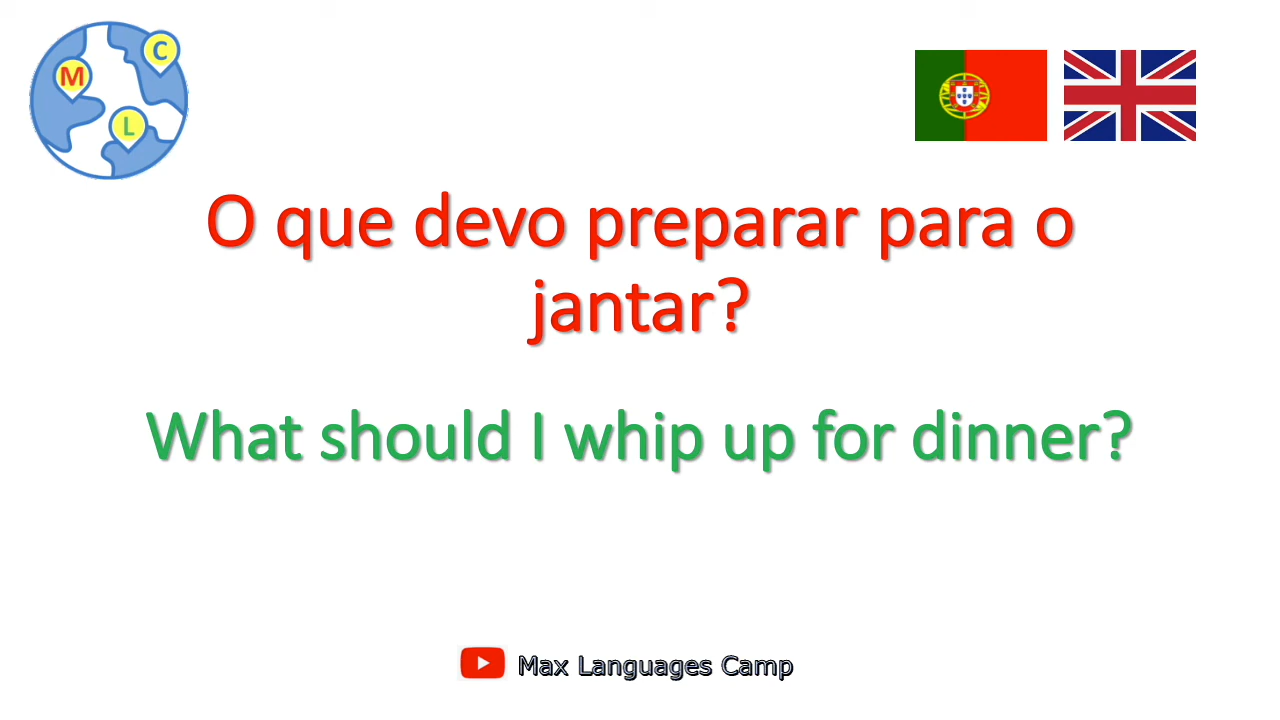 C
M
L
O que devo preparar para o
jantar?
What should I whip up for dinner?
Max Languages Camp